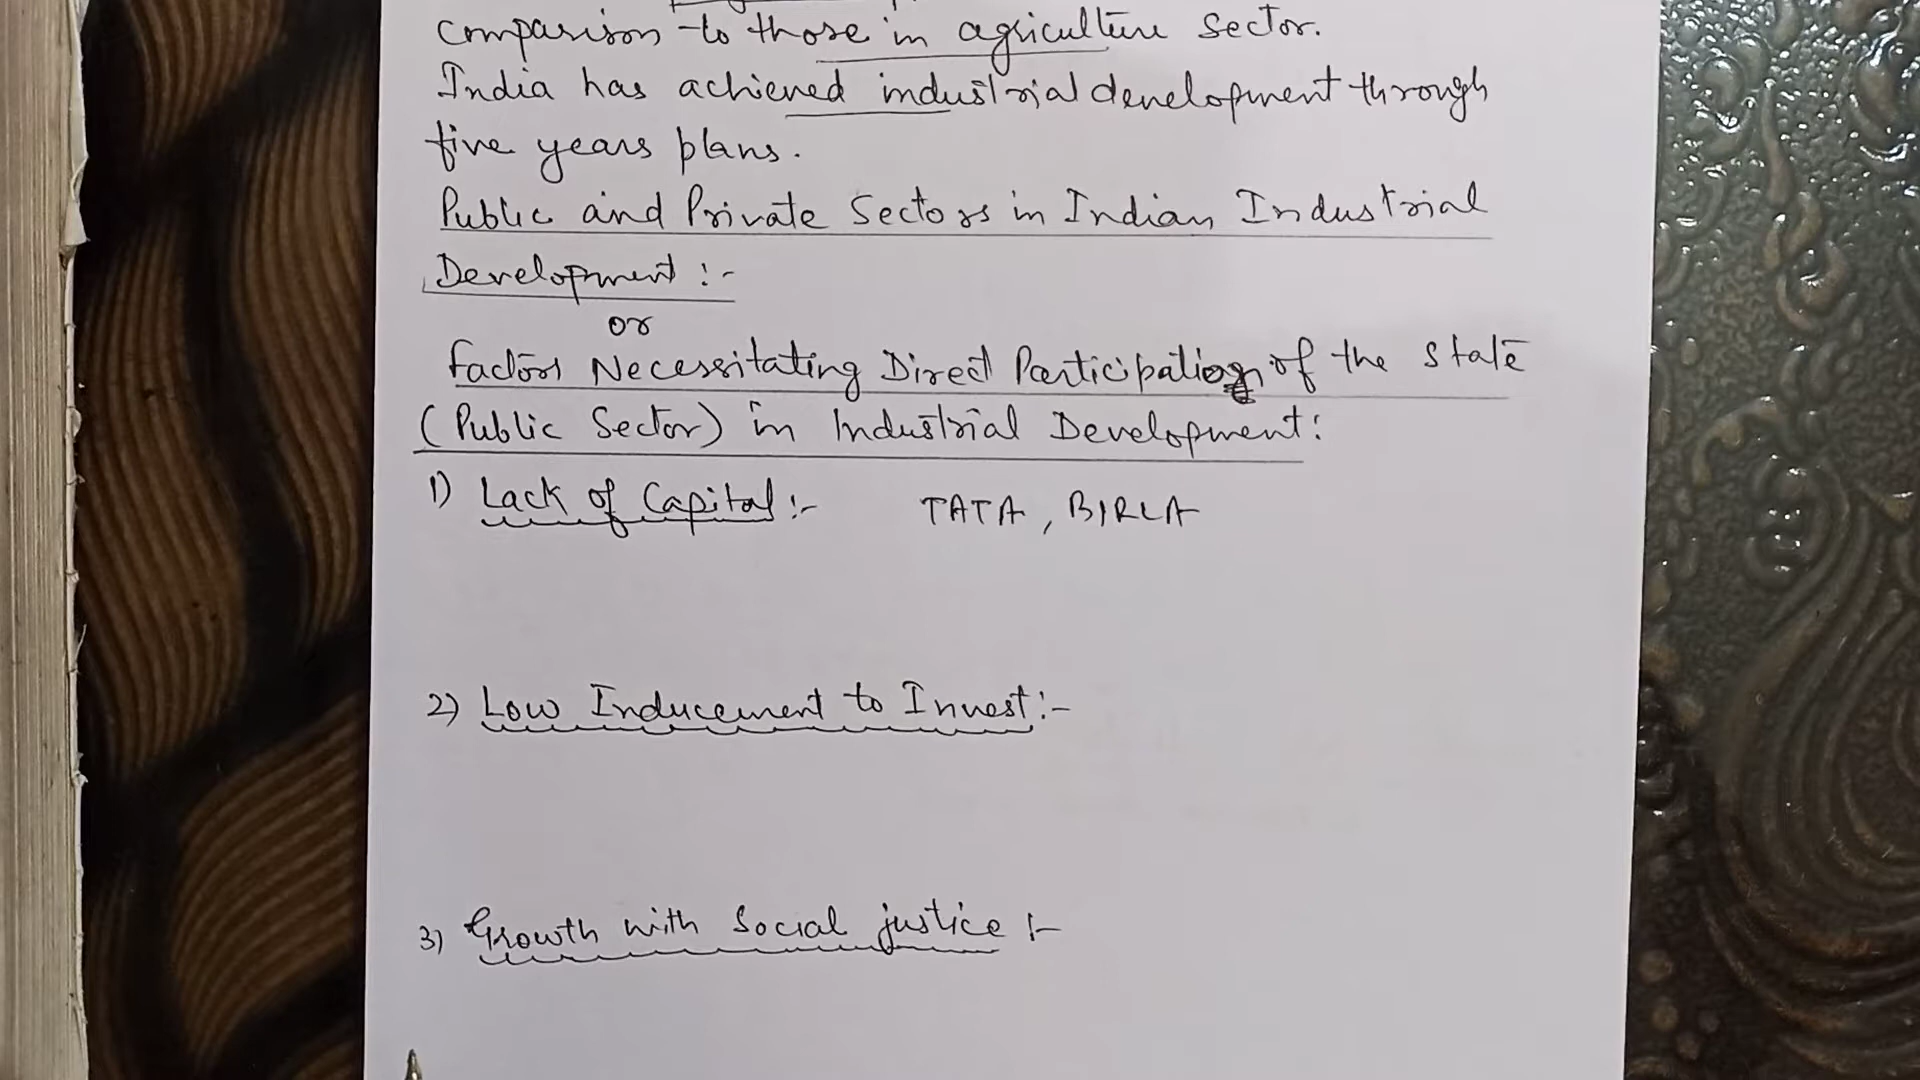 comparison to those in agriculture sector.
India has achieved industrial development through
five years plans.
Public and Private Sectors in Indian Industrial
Development :-
or
factors Necessitating Direct Participation of the State
(Public Sector) in Industrial Development:
1) Lack of Capital :- TATA, BIRLA
2) Low Inducement to Invest :-
3) Growth with Social justice :-